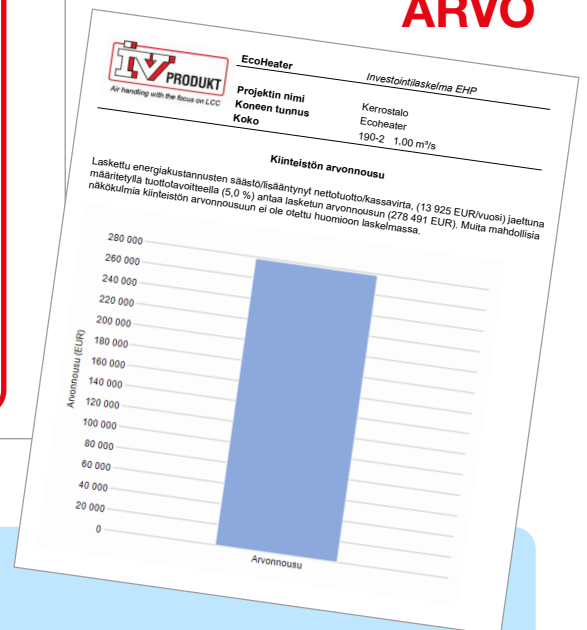 ARVO
IV PRODUKT
Air handling with the focus on LCC
EcoHeater
Investointilaskelma EHP
Projektin nimi Kerrostalo
Koneen tunnus Ecoheater
Koko 190-2 1,00 m³/s
Kiinteistön arvonnousu
Laskettu energiakustannusten säästö/lisääntynyt nettotuotto/kassavirta, (13 925 EUR/vuosi) jaettuna
määritetyllä tuottotavoitteella (5,0 %) antaa lasketun arvonnousun (278 491 EUR). Muita mahdollisia
näkökulmia kiinteistön arvonnousuun ei ole otettu huomioon laskelmassa.
Arvonnousu (EUR)
280 000
260 000
240 000
220 000
200 000
180 000
160 000
140 000
120 000
100 000
80 000
60 000
40 000
20 000
0
Arvonnousu